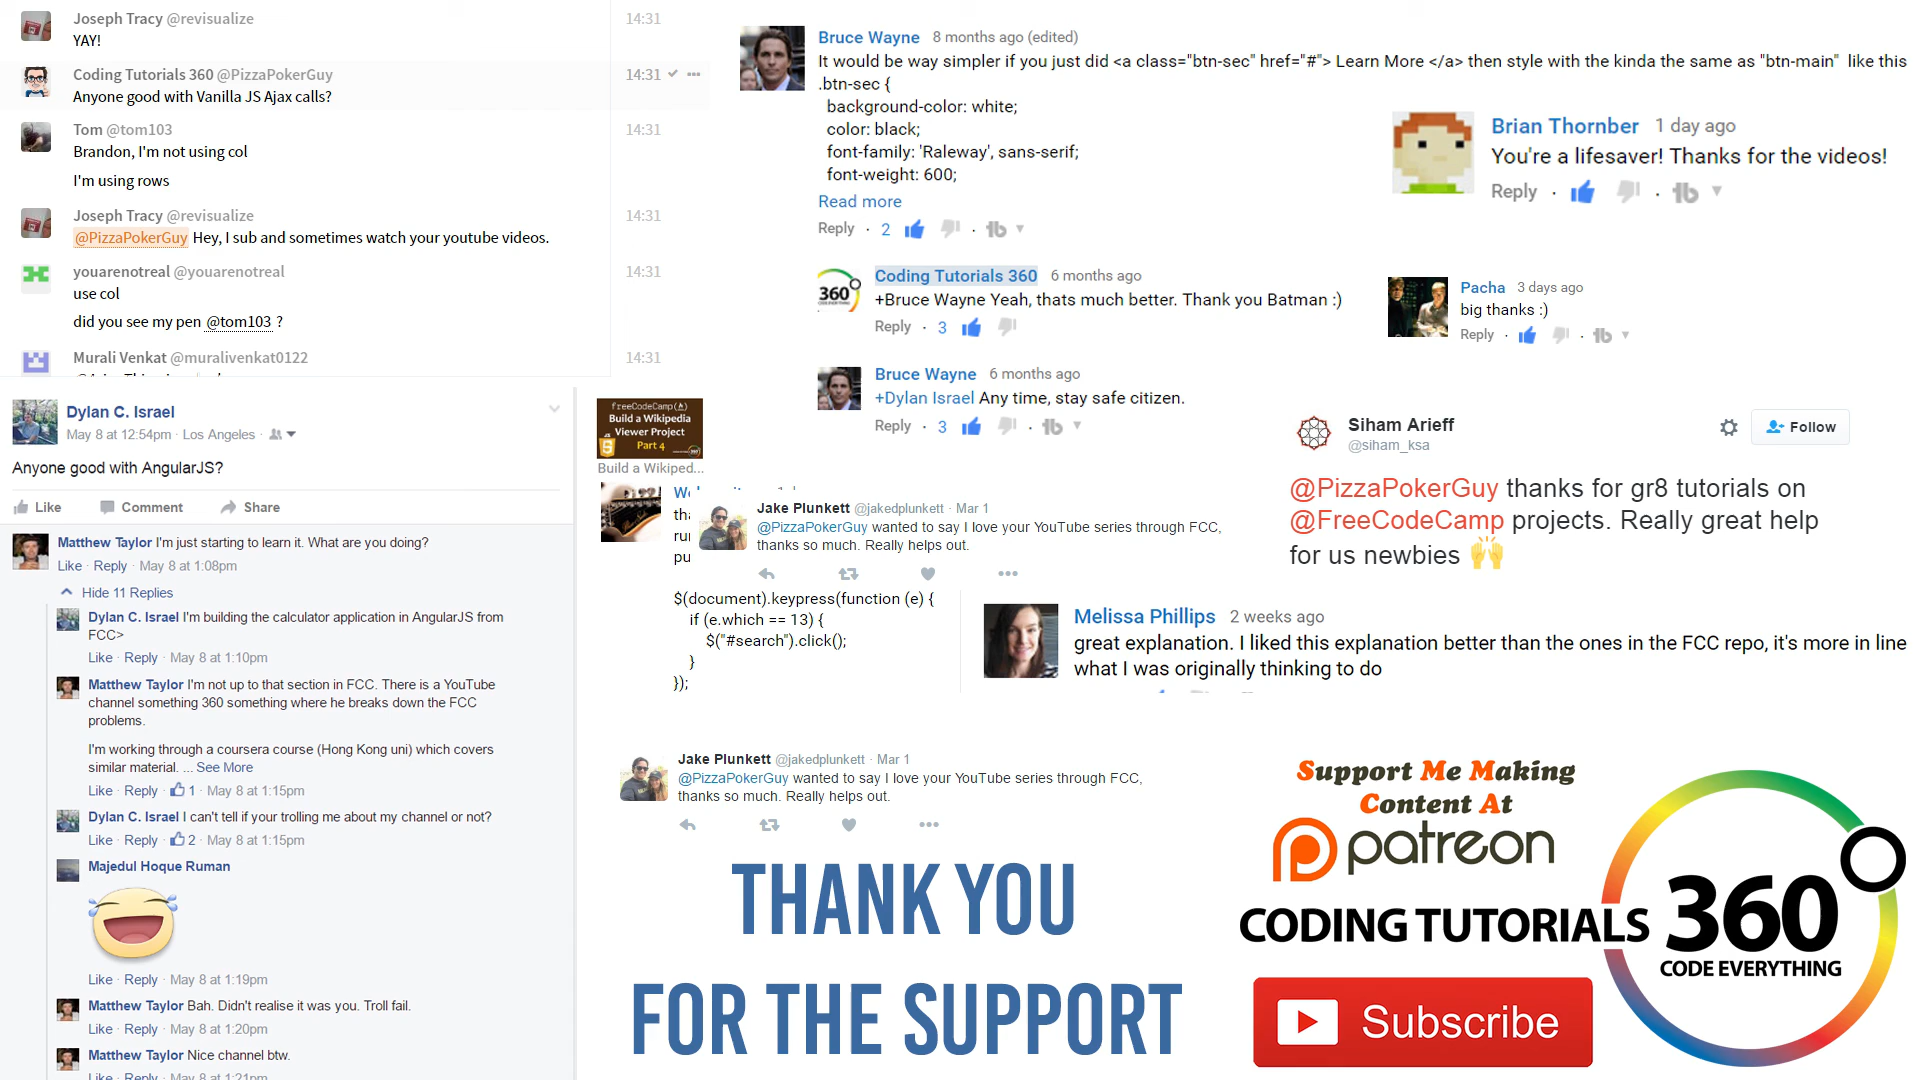 Joseph Tracy @revisualize 14:31
YAY!
Coding Tutorials 360 @PizzaPokerGuy 14:31
Anyone good with Vanilla JS Ajax calls?
Tom @tom103 14:31
Brandon, I'm not using col
I'm using rows
Joseph Tracy @revisualize 14:31
@PizzaPokerGuy Hey, I sub and sometimes watch your youtube videos.
youarenotreal @youarenotreal 14:31
use col
did you see my pen @tom103 ?
Murali Venkat @muralivenkat0122 14:31
Bruce Wayne 8 months ago (edited)
It would be way simpler if you just did <a class="btn-sec" href="#"> Learn More </a> then style with the kinda the same as "btn-main" like this
.btn-sec {
background-color: white;
color: black;
font-family: 'Raleway', sans-serif;
font-weight: 600;
Read more
Reply · 2
Coding Tutorials 360 6 months ago
+Bruce Wayne Yeah, thats much better. Thank you Batman :)
Reply · 3
Bruce Wayne 6 months ago
+Dylan Israel Any time, stay safe citizen.
Reply · 3
Brian Thornber 1 day ago
You're a lifesaver! Thanks for the videos!
Reply ·
Pacha 3 days ago
big thanks :)
Reply ·
Dylan C. Israel
May 8 at 12:54pm · Los Angeles ·
Anyone good with AngularJS?
Like Comment Share
Matthew Taylor I'm just starting to learn it. What are you doing?
Like · Reply · May 8 at 1:08pm
Hide 11 Replies
Dylan C. Israel I'm building the calculator application in AngularJS from
FCC>
Like · Reply · May 8 at 1:10pm
Matthew Taylor I'm not up to that section in FCC. There is a YouTube
channel something 360 something where he breaks down the FCC
problems.
I'm working through a coursera course (Hong Kong uni) which covers
similar material. ... See More
Like · Reply · 1 · May 8 at 1:15pm
Dylan C. Israel I can't tell if your trolling me about my channel or not?
Like · Reply · 2 · May 8 at 1:15pm
Majedul Hoque Ruman
Like · Reply · May 8 at 1:19pm
Matthew Taylor Bah. Didn't realise it was you. Troll fail.
Like · Reply · May 8 at 1:20pm
Matthew Taylor Nice channel btw.
Like · Reply · May 8 at 1:21pm
freeCodeCamp
Build a Wikipedia
Viewer Project
Part 4
Build a Wikiped...
tha
pu
Jake Plunkett @jakedplunkett · Mar 1
@PizzaPokerGuy wanted to say I love your YouTube series through FCC,
thanks so much. Really helps out.
$(document).keypress(function (e) {
if (e.which == 13) {
$("#search").click();
}
});
Siham Arieff
@siham_ksa
Follow
@PizzaPokerGuy thanks for gr8 tutorials on
@FreeCodeCamp projects. Really great help
for us newbies 🙌
Melissa Phillips 2 weeks ago
great explanation. I liked this explanation better than the ones in the FCC repo, it's more in line
what I was originally thinking to do
Jake Plunkett @jakedplunkett · Mar 1
@PizzaPokerGuy wanted to say I love your YouTube series through FCC,
thanks so much. Really helps out.
THANK YOU
FOR THE SUPPORT
Support Me Making
Content At
patreon
CODING TUTORIALS 360
CODE EVERYTHING
Subscribe